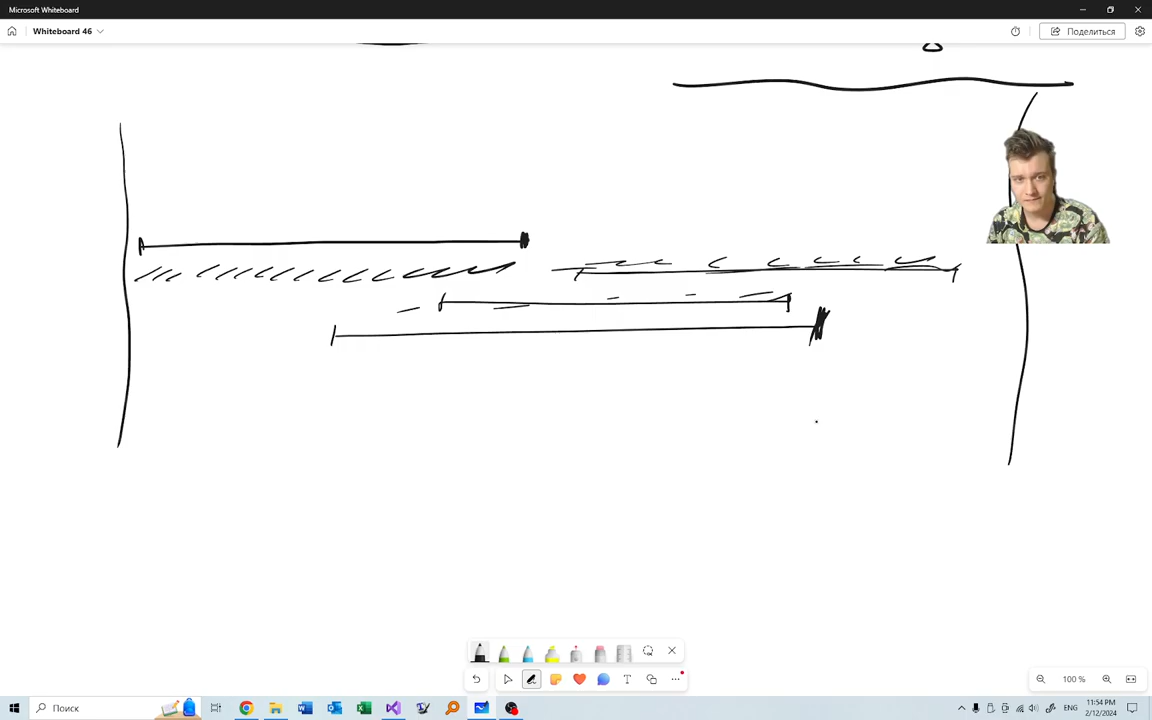 Microsoft Whiteboard
Whiteboard 46
Поделиться
100 %
Поиск
ENG
11:54 PM
2/12/2024